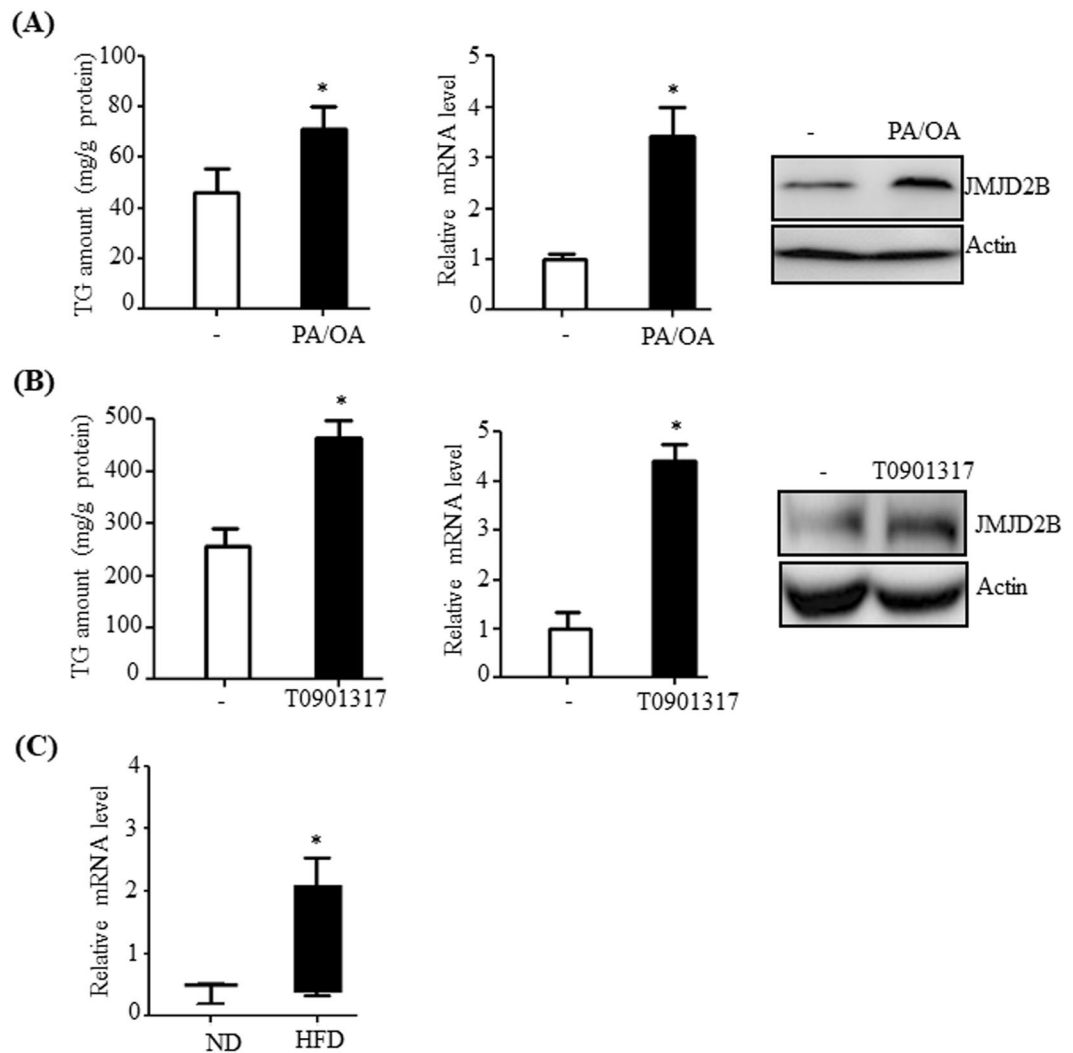 (A)
TG amount (mg/g protein)
100
80
60
40
20
0
*
-
PA/OA
Relative mRNA level
5
4
3
2
1
0
*
-
PA/OA
-
PA/OA
JMJD2B
Actin
(B)
TG amount (mg/g protein)
500
400
300
200
100
0
*
-
T0901317
Relative mRNA level
5
4
3
2
1
0
*
-
T0901317
-
T0901317
JMJD2B
Actin
(C)
Relative mRNA level
4
3
2
1
0
*
ND
HFD